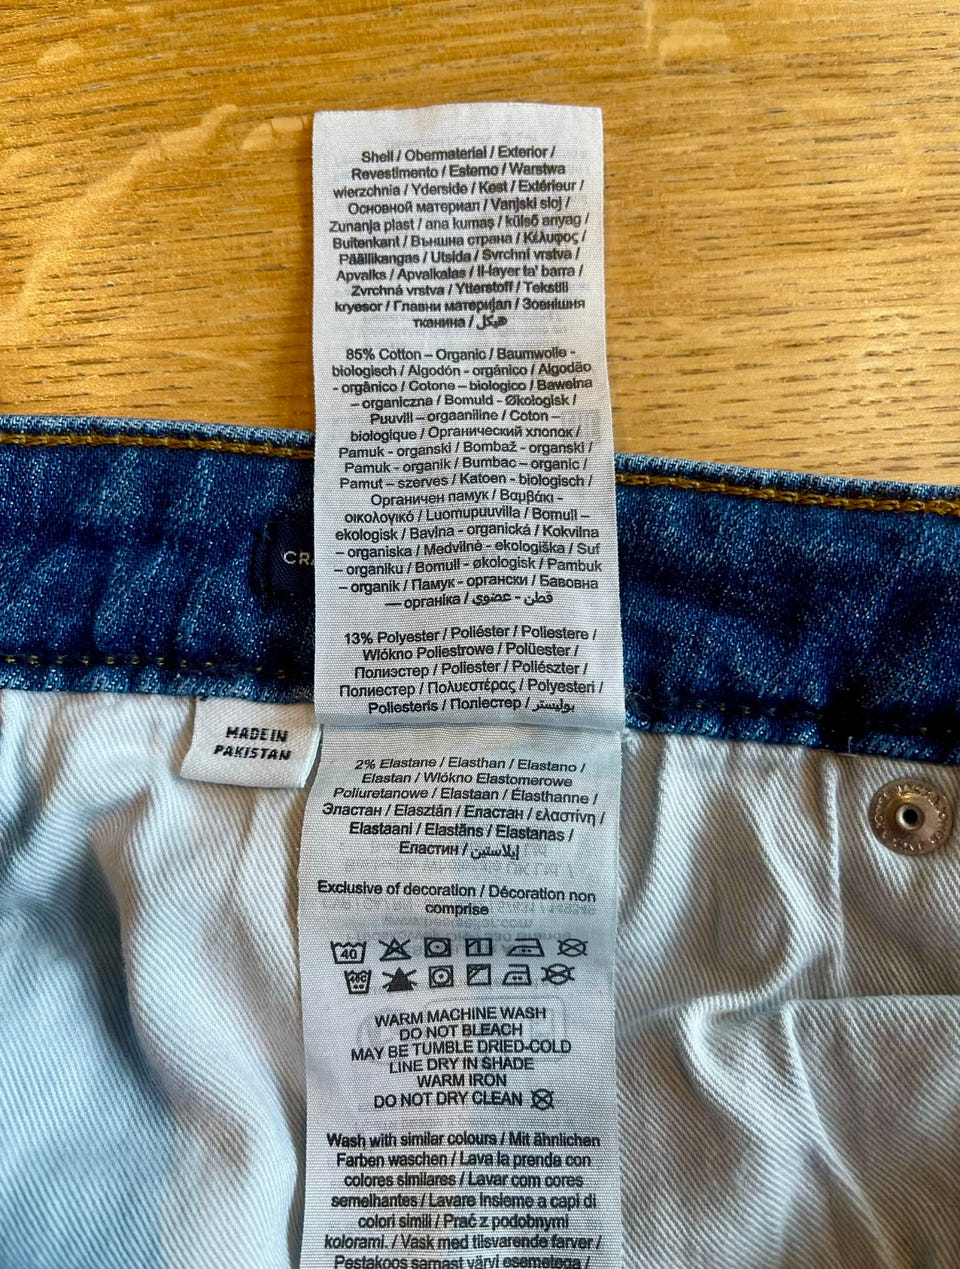 Shell / Obermaterial / Exterior /
Revestimento / Esterno / Warstwa
wierzchnia / Yderside / Kest / Extérieur /
Основной материал / Vanjski sloj /
Zunanja plast / ana kumaş / külső anyag /
Buitenkant / Външна страна / Κέλυφος /
Päällikangas / Utsida / Svrchní vrstva /
Apvalks / Apvalkalas / Il-layer ta' barra /
Zvrchná vrstva / Ytterstoff / Tekstili
kryesor / Главни материјал / Зовнішня
тканина / هيكل
85% Cotton – Organic / Baumwolle -
biologisch / Algodón - orgánico / Algodão
- orgânico / Cotone – biologico / Bawełna
– organiczna / Bomuld - Økologisk /
Puuvill – orgaaniline / Coton –
biologique / Органический хлопок /
Pamuk - organski / Bombaž - organski /
Pamuk - organik / Bumbac – organic /
Pamut – szerves / Katoen - biologisch /
Органичен памук / Βαμβάκι -
οικολογικό / Luomupuuvilla / Bomull –
ekologisk / Bavlna - organická / Kokvilna
– organiska / Medvilnė - ekologiška / Suf
– organiku / Bomull - økologisk / Pambuk
– organik / Памук - органски / Бавовна
— органіка / قطن - عضوي
13% Polyester / Poliéster / Poliestere /
Włókno Poliestrowe / Polüester /
Полиэстер / Poliester / Poliészter /
Полиестер / Πολυεστέρας / Polyesteri /
Poliesteris / Поліестер / بوليستر
CRA
MADE IN
PAKISTAN
2% Elastane / Elasthan / Elastano /
Elastan / Włókno Elastomerowe
Poliuretanowe / Elastaan / Élasthanne /
Эластан / Elasztán / Еластан / ελαστίνη /
Elastaani / Elastāns / Elastanas /
Еластин / إيلاستين
Exclusive of decoration / Décoration non
comprise
40
WARM MACHINE WASH
DO NOT BLEACH
MAY BE TUMBLE DRIED-COLD
LINE DRY IN SHADE
WARM IRON
DO NOT DRY CLEAN
Wash with similar colours / Mit ähnlichen
Farben waschen / Lava la prenda con
colores similares / Lavar com cores
semelhantes / Lavare insieme a capi di
colori simili / Prać z podobnymi
kolorami. / Vask med tilsvarende farver /
Pestakoos samast värvi esemetega /